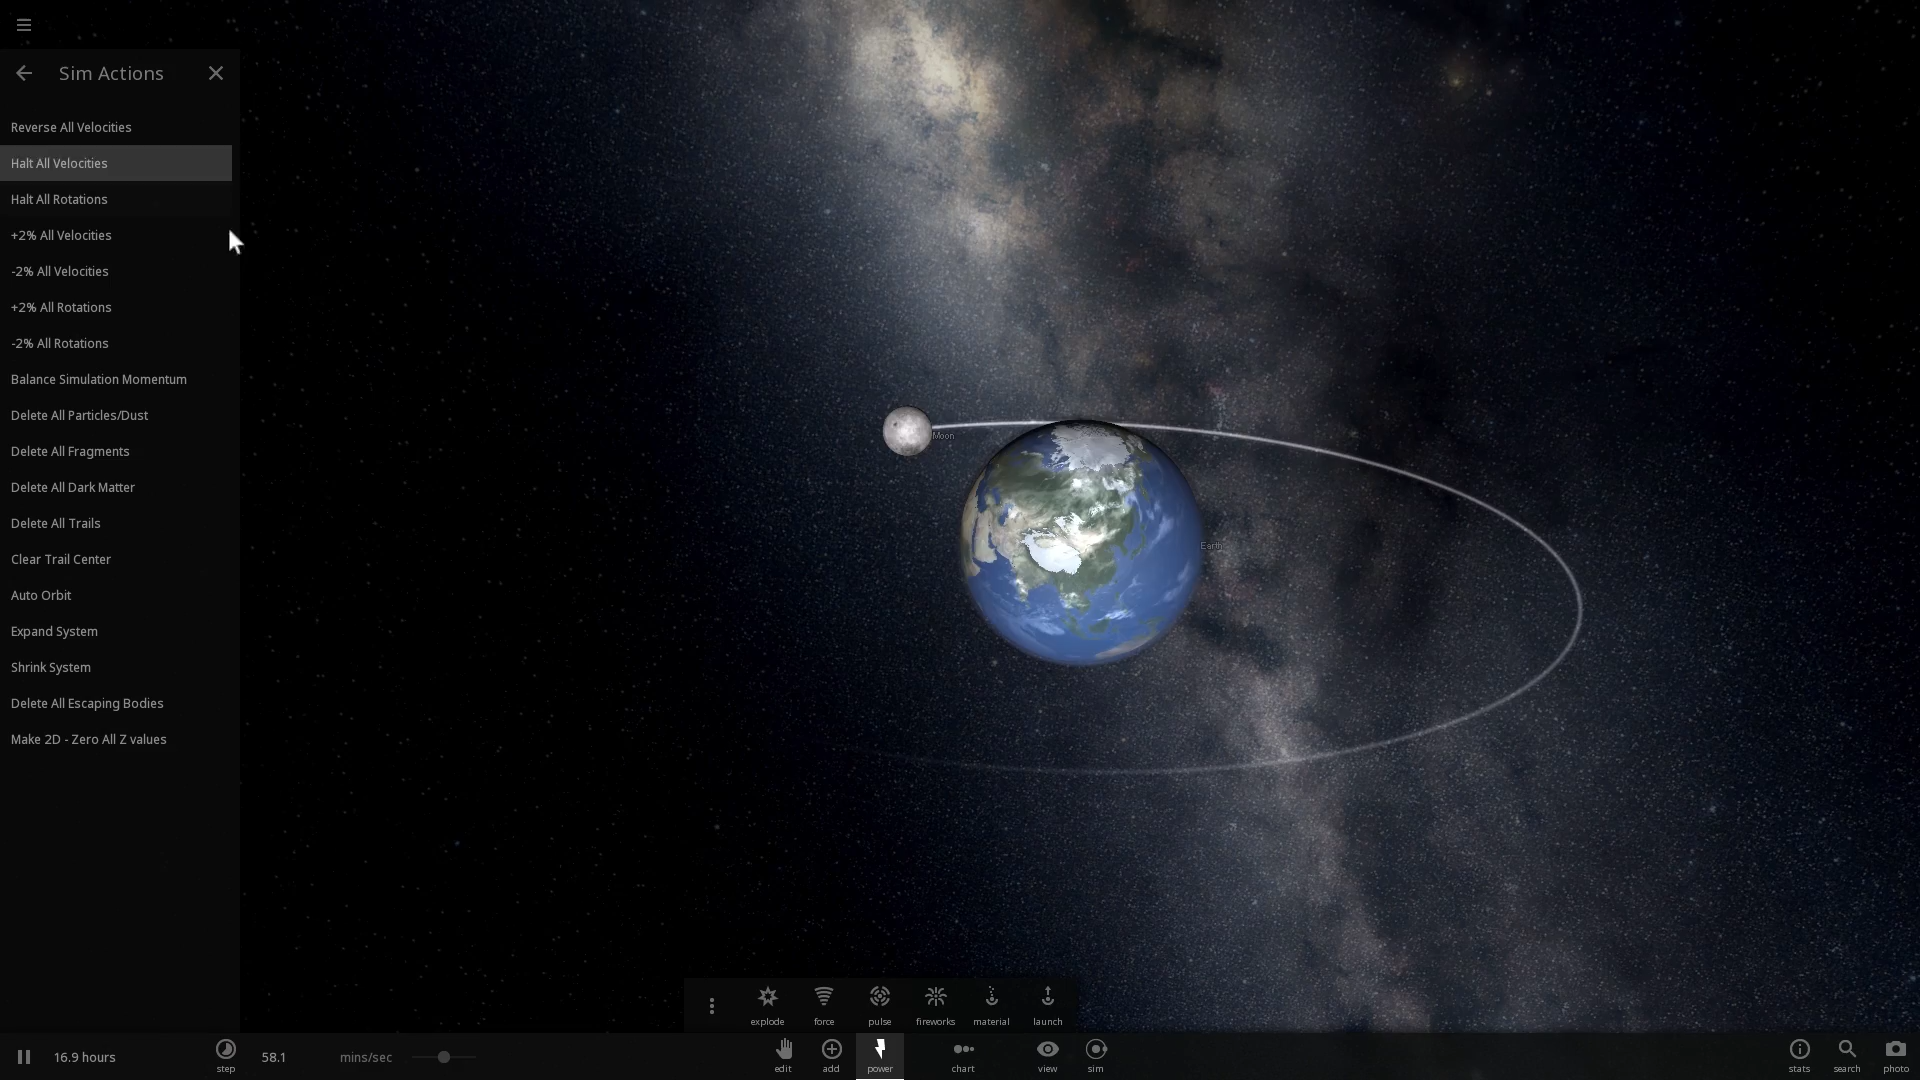 Sim Actions
Reverse All Velocities
Halt All Velocities
Halt All Rotations
+2% All Velocities
-2% All Velocities
+2% All Rotations
-2% All Rotations
Balance Simulation Momentum
Delete All Particles/Dust
Delete All Fragments
Delete All Dark Matter
Delete All Trails
Clear Trail Center
Auto Orbit
Expand System
Shrink System
Delete All Escaping Bodies
Make 2D - Zero All Z values
Moon
Earth
explode force pulse fireworks material launch
16.9 hours step 58.1 mins/sec edit add power chart view sim stats search photo